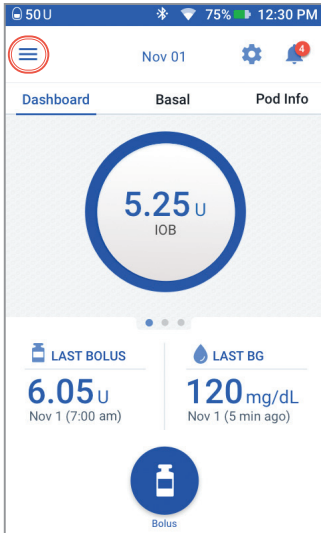 50U 75% 12:30 PM
Nov 01 4
Dashboard Basal Pod Info
5.25 U
IOB
LAST BOLUS LAST BG
6.05 U 120 mg/dL
Nov 1 (7:00 am) Nov 1 (5 min ago)
Bolus